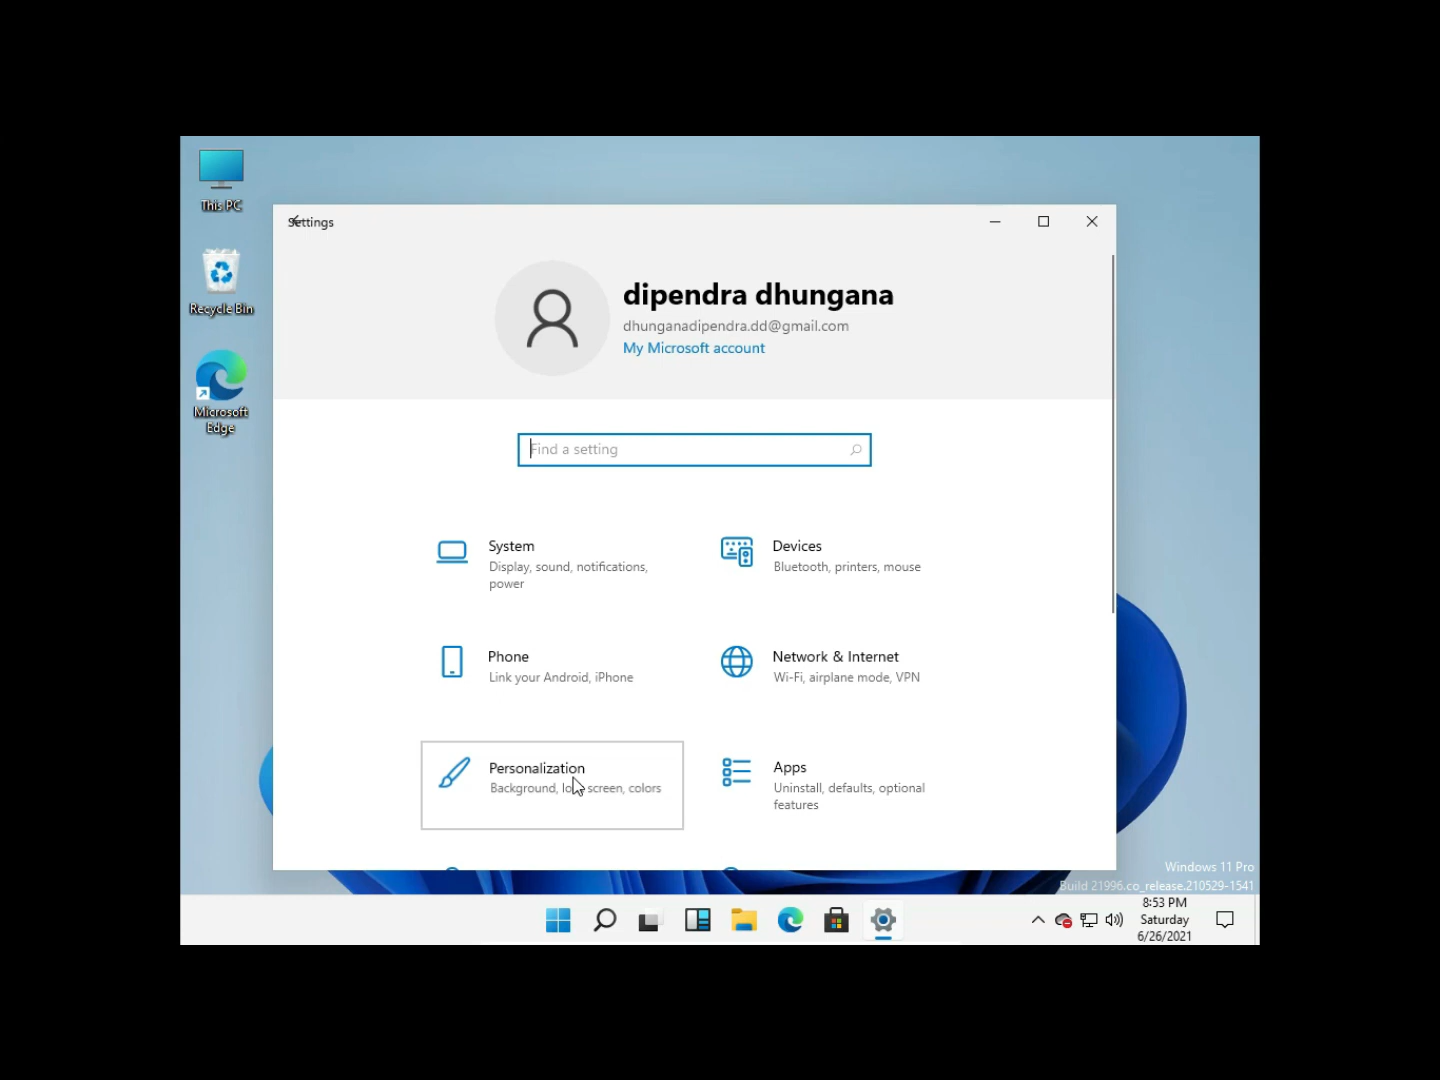 This PC
Recycle Bin
Microsoft
Edge
Settings
dipendra dhungana
dhunganadipendra.dd@gmail.com
My Microsoft account
Find a setting
System
Display, sound, notifications,
power
Devices
Bluetooth, printers, mouse
Phone
Link your Android, iPhone
Network & Internet
Wi-Fi, airplane mode, VPN
Personalization
Background, lock screen, colors
Apps
Uninstall, defaults, optional
features
Windows 11 Pro
Build 21996.co_release.210529-1541
8:53 PM
Saturday
6/26/2021